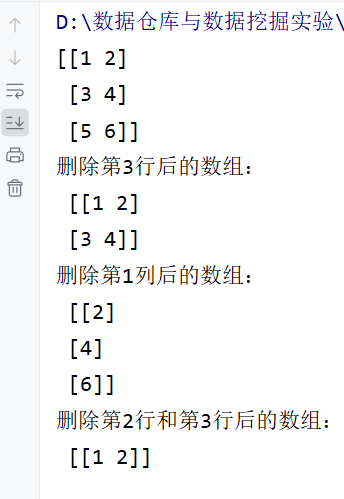 D:\数据仓库与数据挖掘实验\
[[1 2]
[3 4]
[5 6]]
删除第3行后的数组：
[[1 2]
[3 4]]
删除第1列后的数组：
[[2]
[4]
[6]]
删除第2行和第3行后的数组：
[[1 2]]